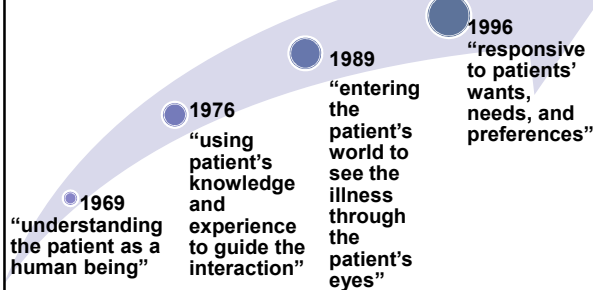 1969
“understanding
the patient as a
human being”
1976
“using
patient’s
knowledge
and
experience
to guide the
interaction”
1989
“entering
the
patient’s
world to
see the
illness
through
the
patient’s
eyes”
1996
“responsive
to patients’
wants,
needs, and
preferences”